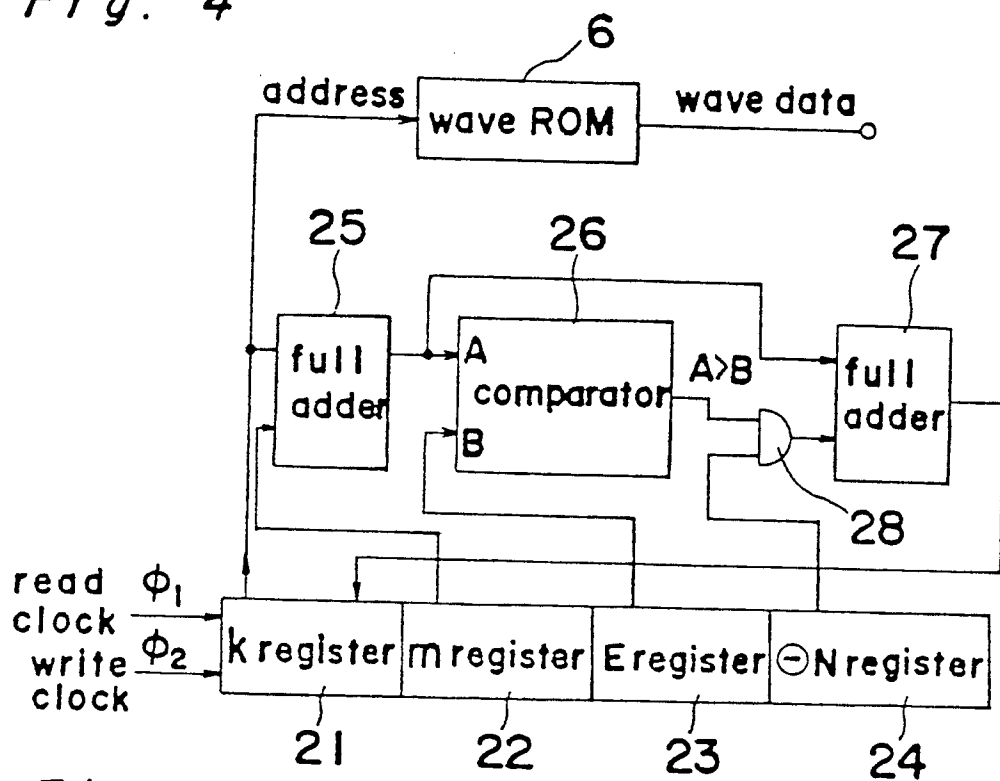 Fig. 4
6
address
wave ROM
wave data
25
26
27
full
adder
A
comparator
B
A>B
full
adder
28
read
clock
ϕ1
write
clock
ϕ2
k register
m register
E register
⊖N register
21
22
23
24